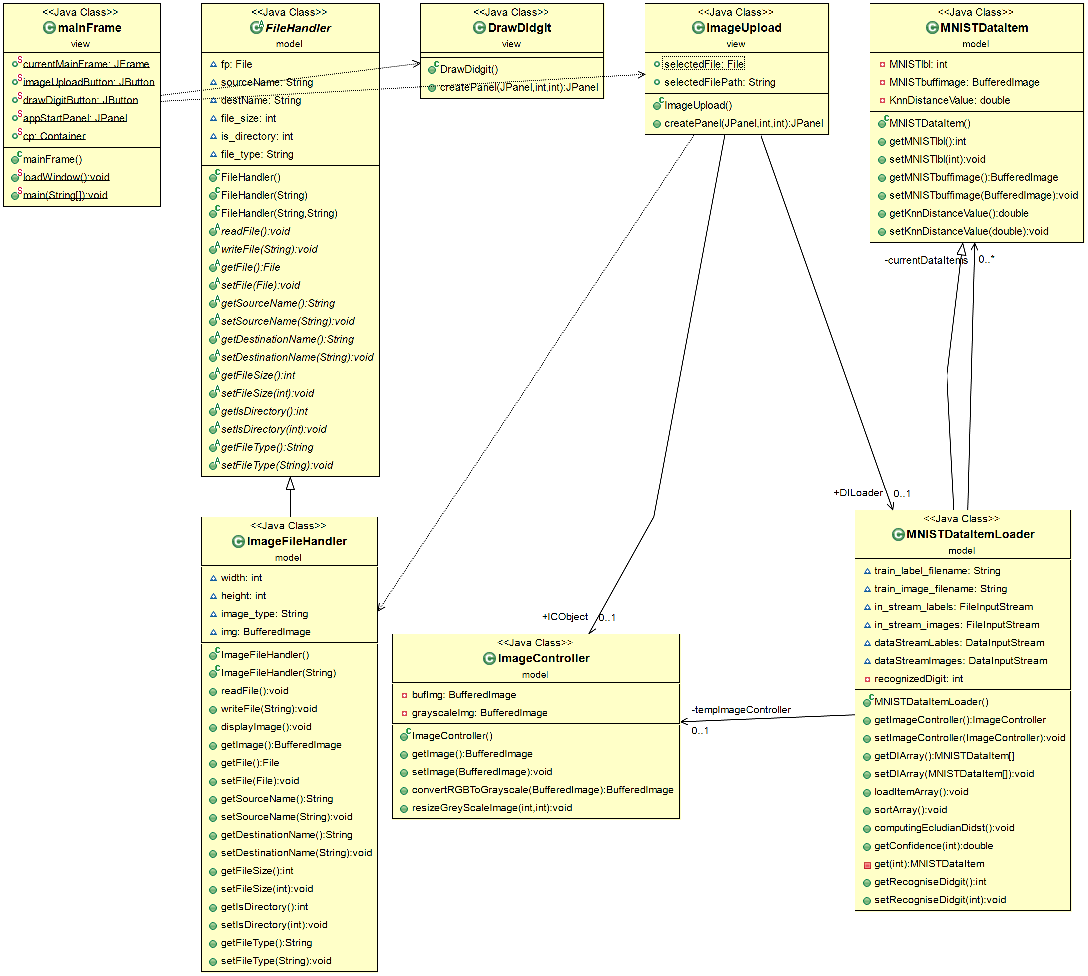 <<Java Class>>
mainFrame
view
currentMainFrame: JFrame
imageUploadButton: JButton
drawDigitButton: JButton
appStartPanel: JPanel
cp: Container
mainFrame()
loadWindow():void
main(String[]):void
<<Java Class>>
FileHandler
model
fp: File
sourceName: String
destName: String
file_size: int
is_directory: int
file_type: String
FileHandler()
FileHandler(String)
FileHandler(String,String)
readFile():void
writeFile(String):void
getFile():File
setFile(File):void
getSourceName():String
setSourceName(String):void
getDestinationName():String
setDestinationName(String):void
getFileSize():int
setFileSize(int):void
getIsDirectory():int
setIsDirectory(int):void
getFileType():String
setFileType(String):void
<<Java Class>>
DrawDidgit
view
DrawDidgit()
createPanel(JPanel,int,int):JPanel
<<Java Class>>
ImageUpload
view
selectedFile: File
selectedFilePath: String
ImageUpload()
createPanel(JPanel,int,int):JPanel
<<Java Class>>
MNISTDataItem
model
MNISTlbl: int
MNISTbuffimage: BufferedImage
KnnDistanceValue: double
MNISTDataItem()
getMNISTlbl():int
setMNISTlbl(int):void
getMNISTbuffimage():BufferedImage
setMNISTbuffimage(BufferedImage):void
getKnnDistanceValue():double
setKnnDistanceValue(double):void
-currentDataItems
0..*
+DILoader
0..1
<<Java Class>>
ImageFileHandler
model
width: int
height: int
image_type: String
img: BufferedImage
ImageFileHandler()
ImageFileHandler(String)
readFile():void
writeFile(String):void
displayImage():void
getImage():BufferedImage
getFile():File
setFile(File):void
getSourceName():String
setSourceName(String):void
getDestinationName():String
setDestinationName(String):void
getFileSize():int
setFileSize(int):void
getIsDirectory():int
setIsDirectory(int):void
getFileType():String
setFileType(String):void
+ICObject
0..1
<<Java Class>>
ImageController
model
bufImg: BufferedImage
grayscaleImg: BufferedImage
ImageController()
getImage():BufferedImage
setImage(BufferedImage):void
convertRGBToGrayscale(BufferedImage):BufferedImage
resizeGreyScaleImage(int,int):void
-tempImageController
0..1
<<Java Class>>
MNISTDataItemLoader
model
train_label_filename: String
train_image_filename: String
in_stream_labels: FileInputStream
in_stream_images: FileInputStream
dataStreamLables: DataInputStream
dataStreamImages: DataInputStream
recognizedDigit: int
MNISTDataItemLoader()
getImageController():ImageController
setImageController(ImageController):void
getDIArray():MNISTDataItem[]
setDIArray(MNISTDataItem[]):void
loadItemArray():void
sortArray():void
computingEcludianDidst():void
getConfidence(int):double
get(int):MNISTDataItem
getRecogniseDidgit():int
setRecogniseDidgit(int):void